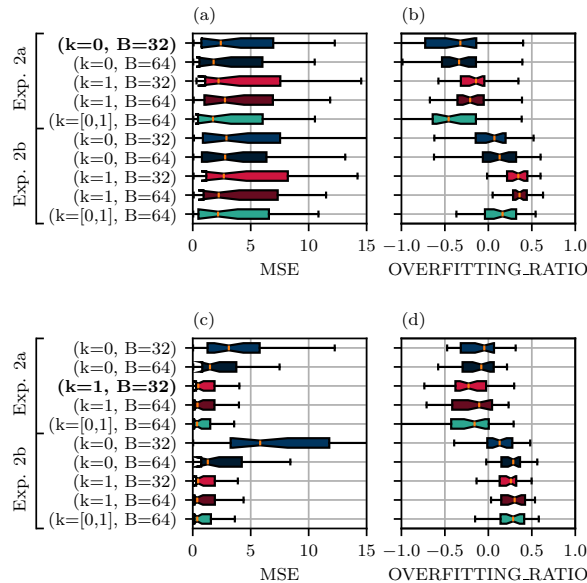 (a)
(b)
Exp. 2a
(k=0, B=32)
(k=0, B=64)
(k=1, B=32)
(k=1, B=64)
(k=[0,1], B=64)
Exp. 2b
(k=0, B=32)
(k=0, B=64)
(k=1, B=32)
(k=1, B=64)
(k=[0,1], B=64)
0 5 10 15
−1.0 −0.5 0.0 0.5 1.0
MSE
OVERFITTING_RATIO
(c)
(d)
Exp. 2a
(k=0, B=32)
(k=0, B=64)
(k=1, B=32)
(k=1, B=64)
(k=[0,1], B=64)
Exp. 2b
(k=0, B=32)
(k=0, B=64)
(k=1, B=32)
(k=1, B=64)
(k=[0,1], B=64)
0 5 10 15
−1.0 −0.5 0.0 0.5 1.0
MSE
OVERFITTING_RATIO